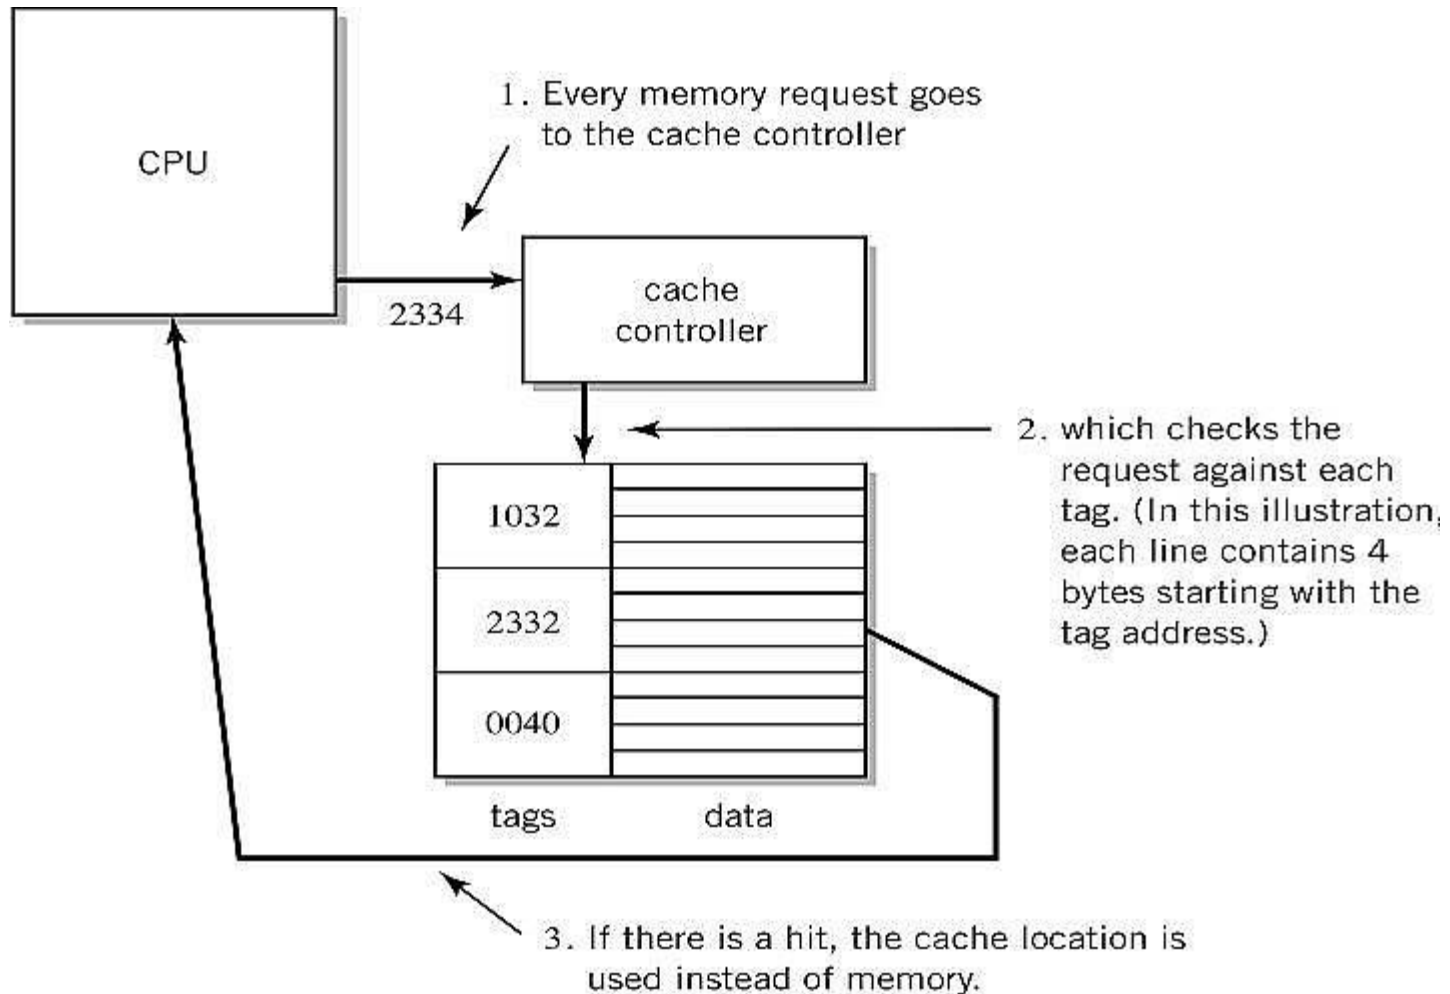 CPU
1. Every memory request goes
to the cache controller
2334
cache
controller
2. which checks the
request against each
tag. (In this illustration,
each line contains 4
bytes starting with the
tag address.)
1032
2332
0040
tags
data
3. If there is a hit, the cache location is
used instead of memory.